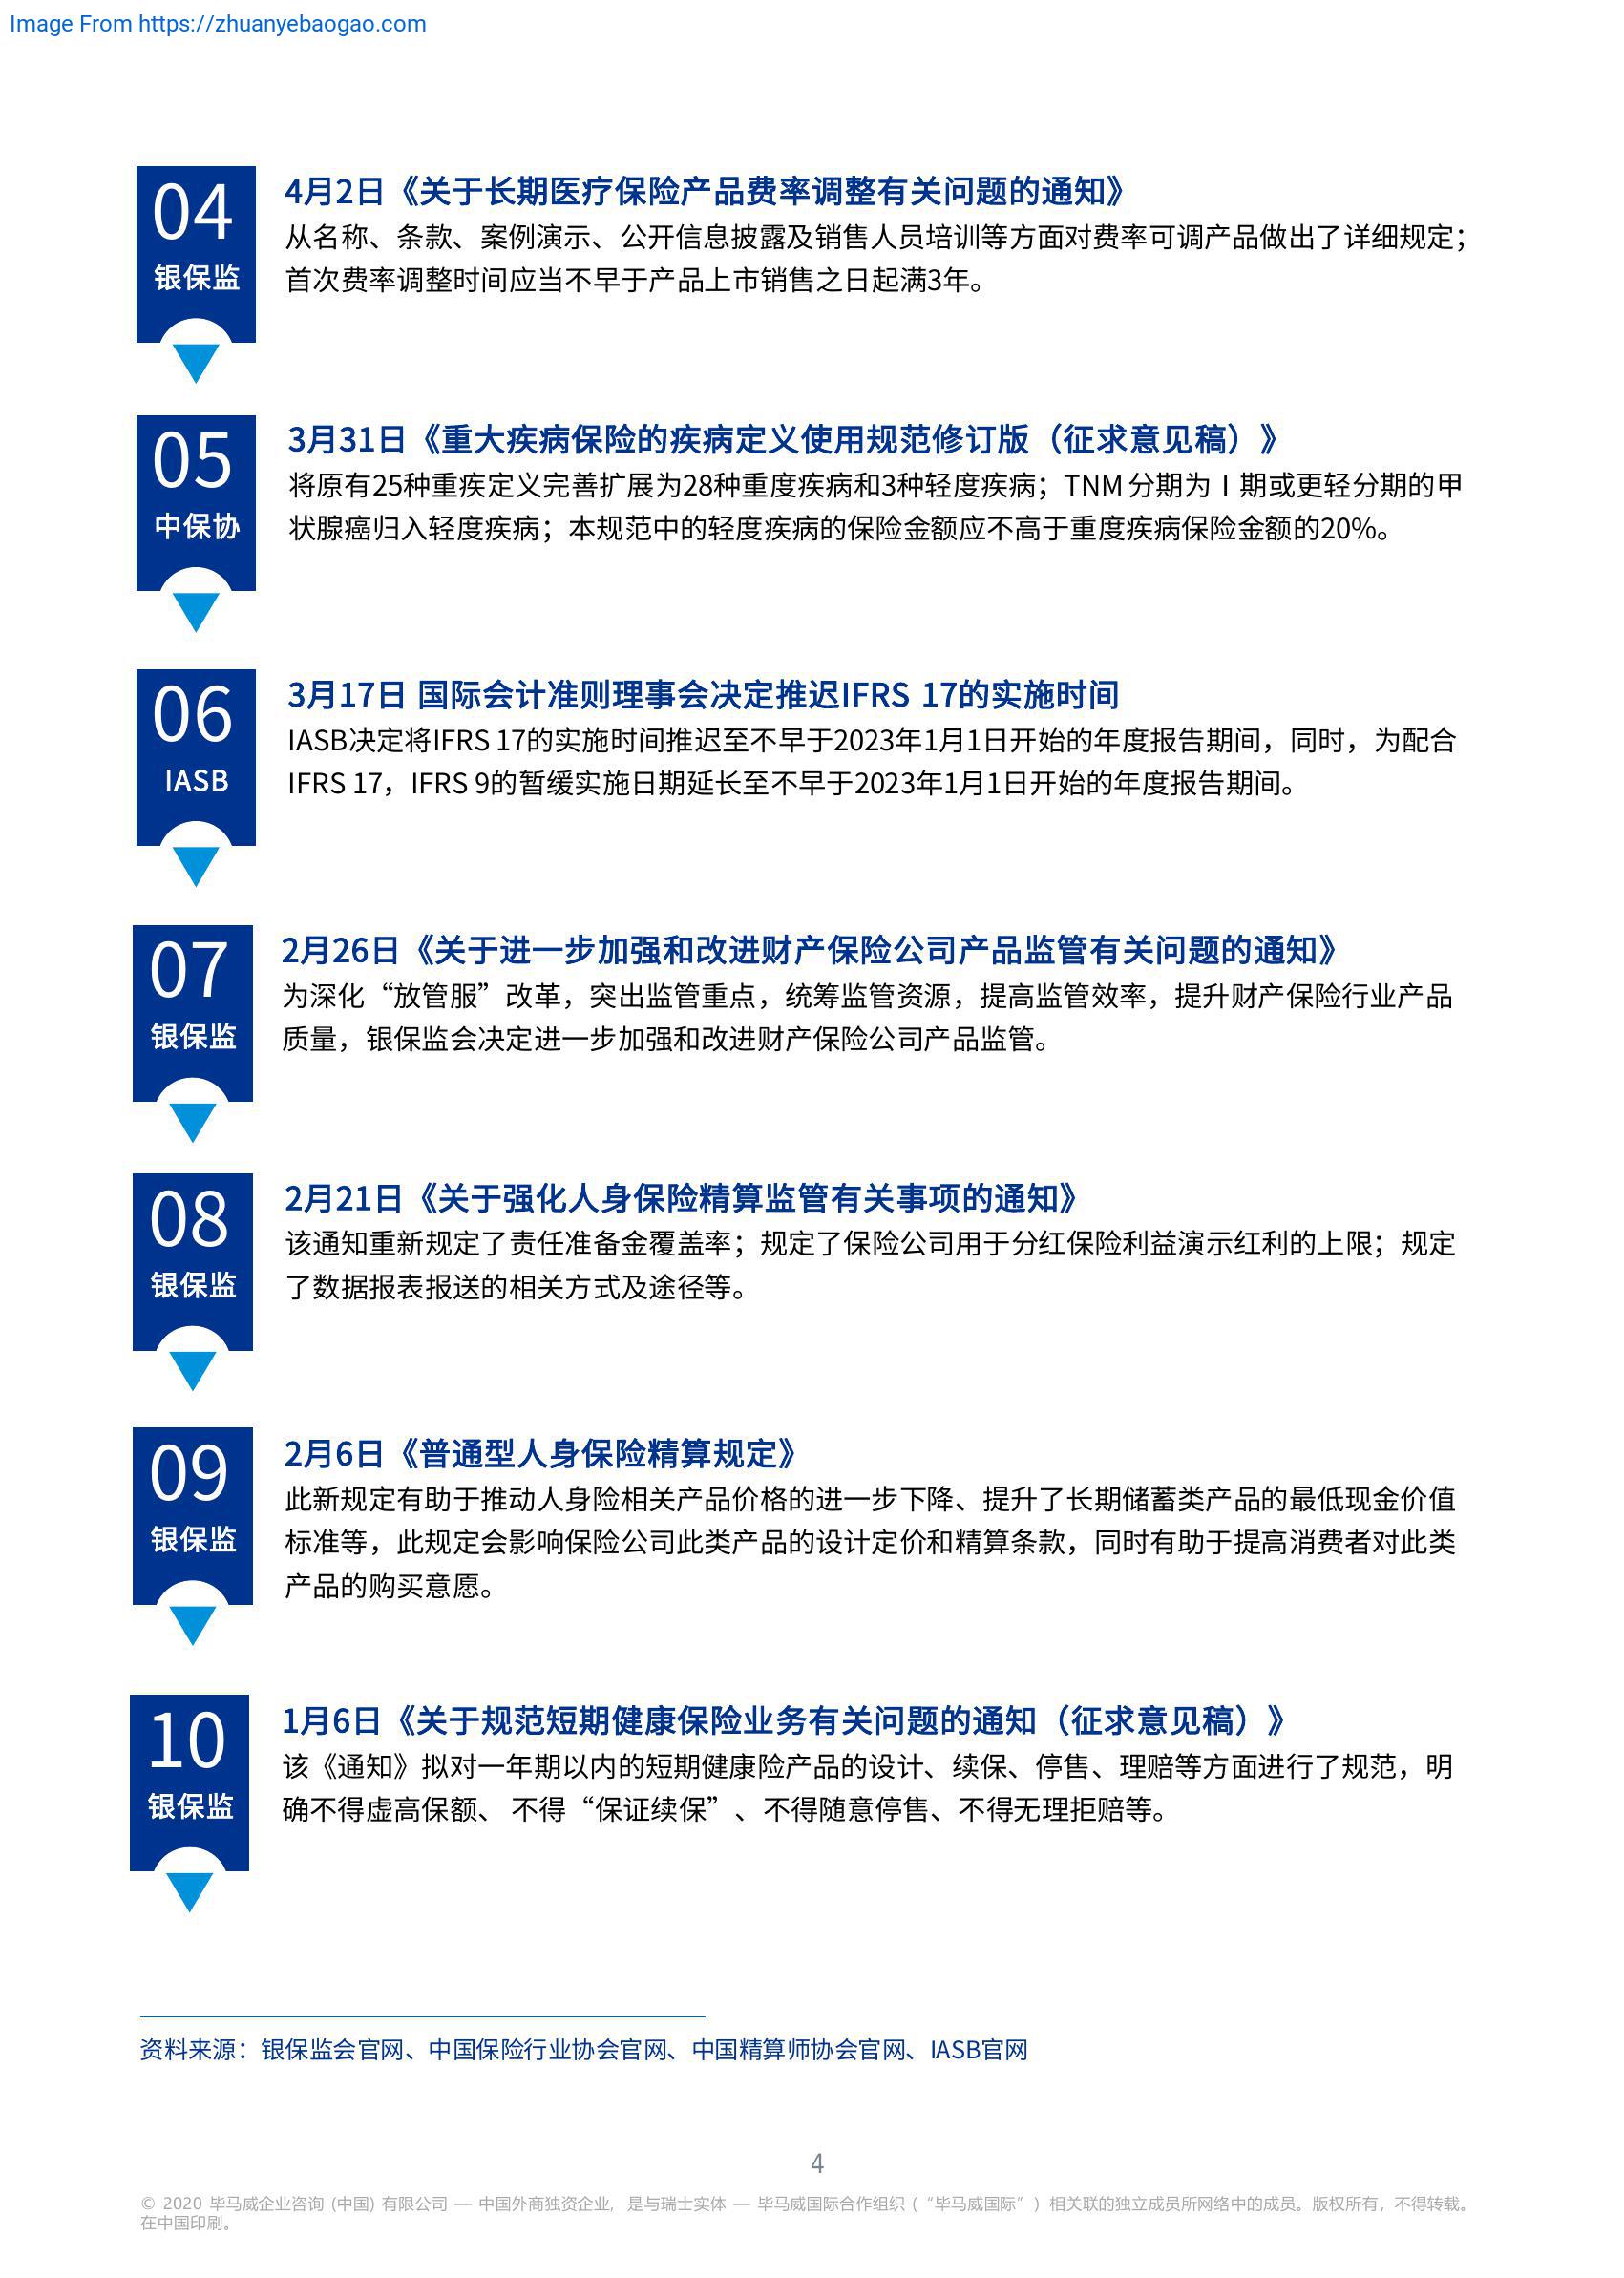 Image From https://zhuanyebaogao.com
04
银保监
4月2日《关于长期医疗保险产品费率调整有关问题的通知》
从名称、条款、案例演示、公开信息披露及销售人员培训等方面对费率可调产品做出了详细规定；
首次费率调整时间应当不早于产品上市销售之日起满3年。
05
中保协
3月31日《重大疾病保险的疾病定义使用规范修订版（征求意见稿）》
将原有25种重疾定义完善扩展为28种重度疾病和3种轻度疾病；TNM分期为Ⅰ期或更轻分期的甲
状腺癌归入轻度疾病；本规范中的轻度疾病的保险金额应不高于重度疾病保险金额的20%。
06
IASB
3月17日 国际会计准则理事会决定推迟IFRS 17的实施时间
IASB决定将IFRS 17的实施时间推迟至不早于2023年1月1日开始的年度报告期间，同时，为配合
IFRS 17，IFRS 9的暂缓实施日期延长至不早于2023年1月1日开始的年度报告期间。
07
银保监
2月26日《关于进一步加强和改进财产保险公司产品监管有关问题的通知》
为深化“放管服”改革，突出监管重点，统筹监管资源，提高监管效率，提升财产保险行业产品
质量，银保监会决定进一步加强和改进财产保险公司产品监管。
08
银保监
2月21日《关于强化人身保险精算监管有关事项的通知》
该通知重新规定了责任准备金覆盖率；规定了保险公司用于分红保险利益演示红利的上限；规定
了数据报表报送的相关方式及途径等。
09
银保监
2月6日《普通型人身保险精算规定》
此新规定有助于推动人身险相关产品价格的进一步下降、提升了长期储蓄类产品的最低现金价值
标准等，此规定会影响保险公司此类产品的设计定价和精算条款，同时有助于提高消费者对此类
产品的购买意愿。
10
银保监
1月6日《关于规范短期健康保险业务有关问题的通知（征求意见稿）》
该《通知》拟对一年期以内的短期健康险产品的设计、续保、停售、理赔等方面进行了规范，明
确不得虚高保额、 不得“保证续保”、不得随意停售、不得无理拒赔等。
资料来源：银保监会官网、中国保险行业协会官网、中国精算师协会官网、IASB官网
4
© 2020 毕马威企业咨询 (中国) 有限公司 — 中国外商独资企业，是与瑞士实体 — 毕马威国际合作组织 (“毕马威国际”) 相关联的独立成员所网络中的成员。版权所有，不得转载。
在中国印刷。